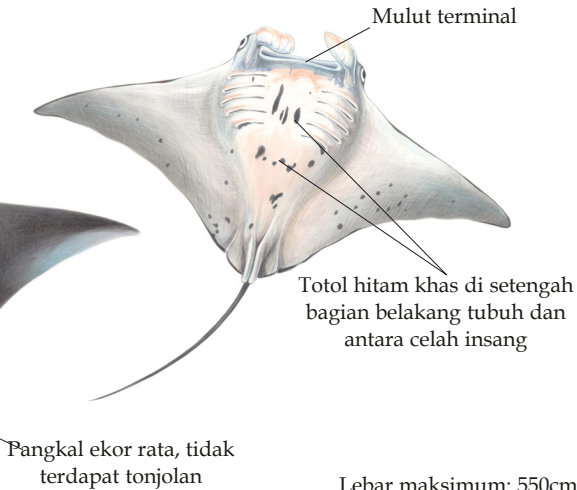 Mulut terminal
Totol hitam khas di setengah
bagian belakang tubuh dan
antara celah insang
Pangkal ekor rata, tidak
terdapat tonjolan
Lebar maksimum: 550cm